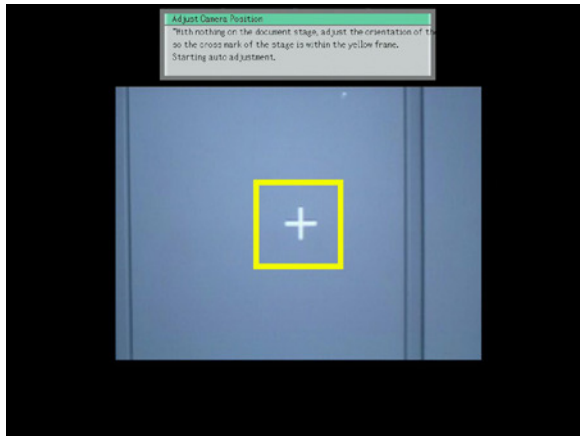 Adjust Camera Position
"With nothing on the document stage, adjust the orientation of th
so the cross mark of the stage is within the yellow frame.
Starting auto adjustment.